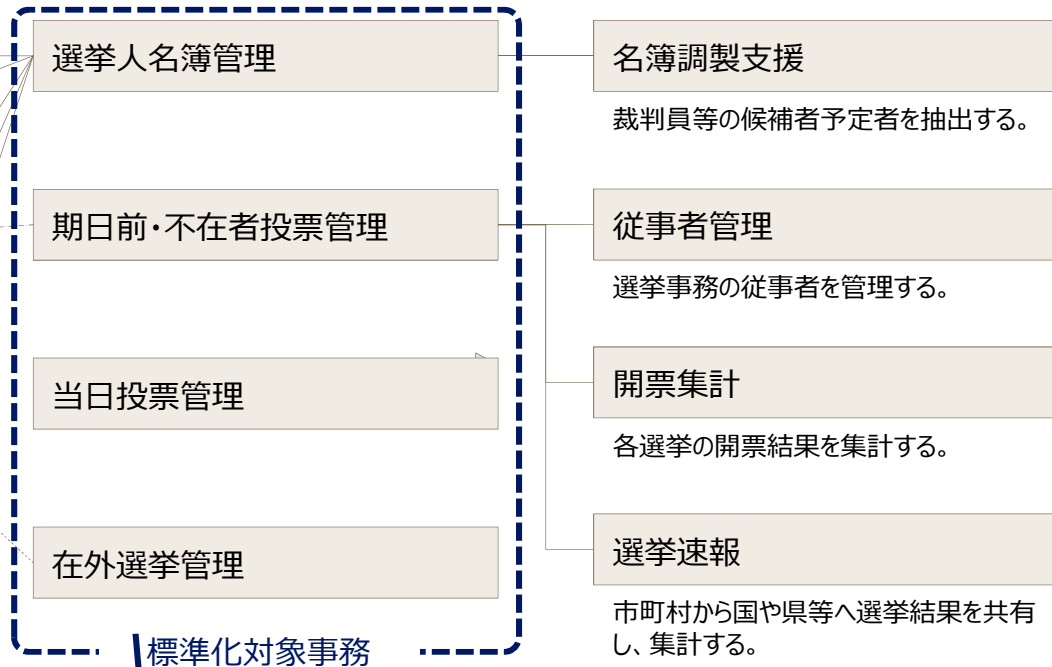 選挙人名簿管理
名簿調製支援
裁判員等の候補者予定者を抽出する。
期日前・不在者投票管理
従事者管理
選挙事務の従事者を管理する。
当日投票管理
開票集計
各選挙の開票結果を集計する。
在外選挙管理
選挙速報
市町村から国や県等へ選挙結果を共有
し、集計する。
標準化対象事務